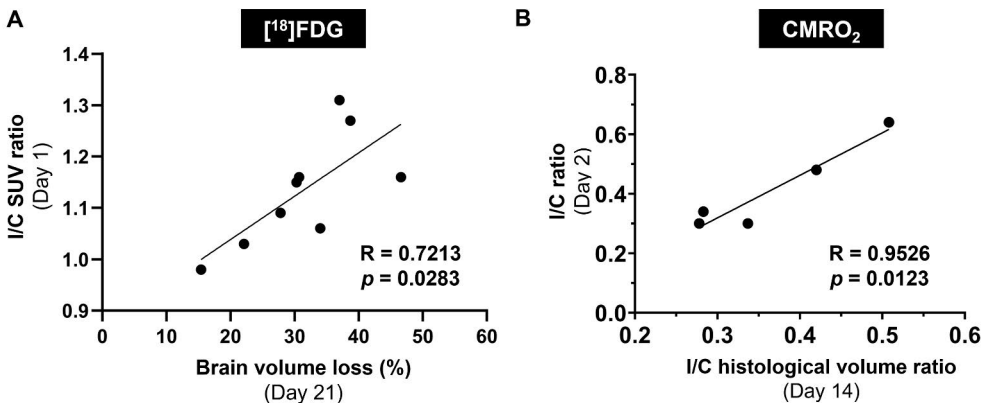 A
[¹⁸]FDG
1.4
1.3
1.2
1.1
1.0
0.9
I/C SUV ratio
(Day 1)
R = 0.7213
p = 0.0283
0 10 20 30 40 50 60
Brain volume loss (%)
(Day 21)
B
CMRO₂
0.8
0.6
0.4
0.2
0.0
I/C ratio
(Day 2)
R = 0.9526
p = 0.0123
0.2 0.3 0.4 0.5 0.6
I/C histological volume ratio
(Day 14)